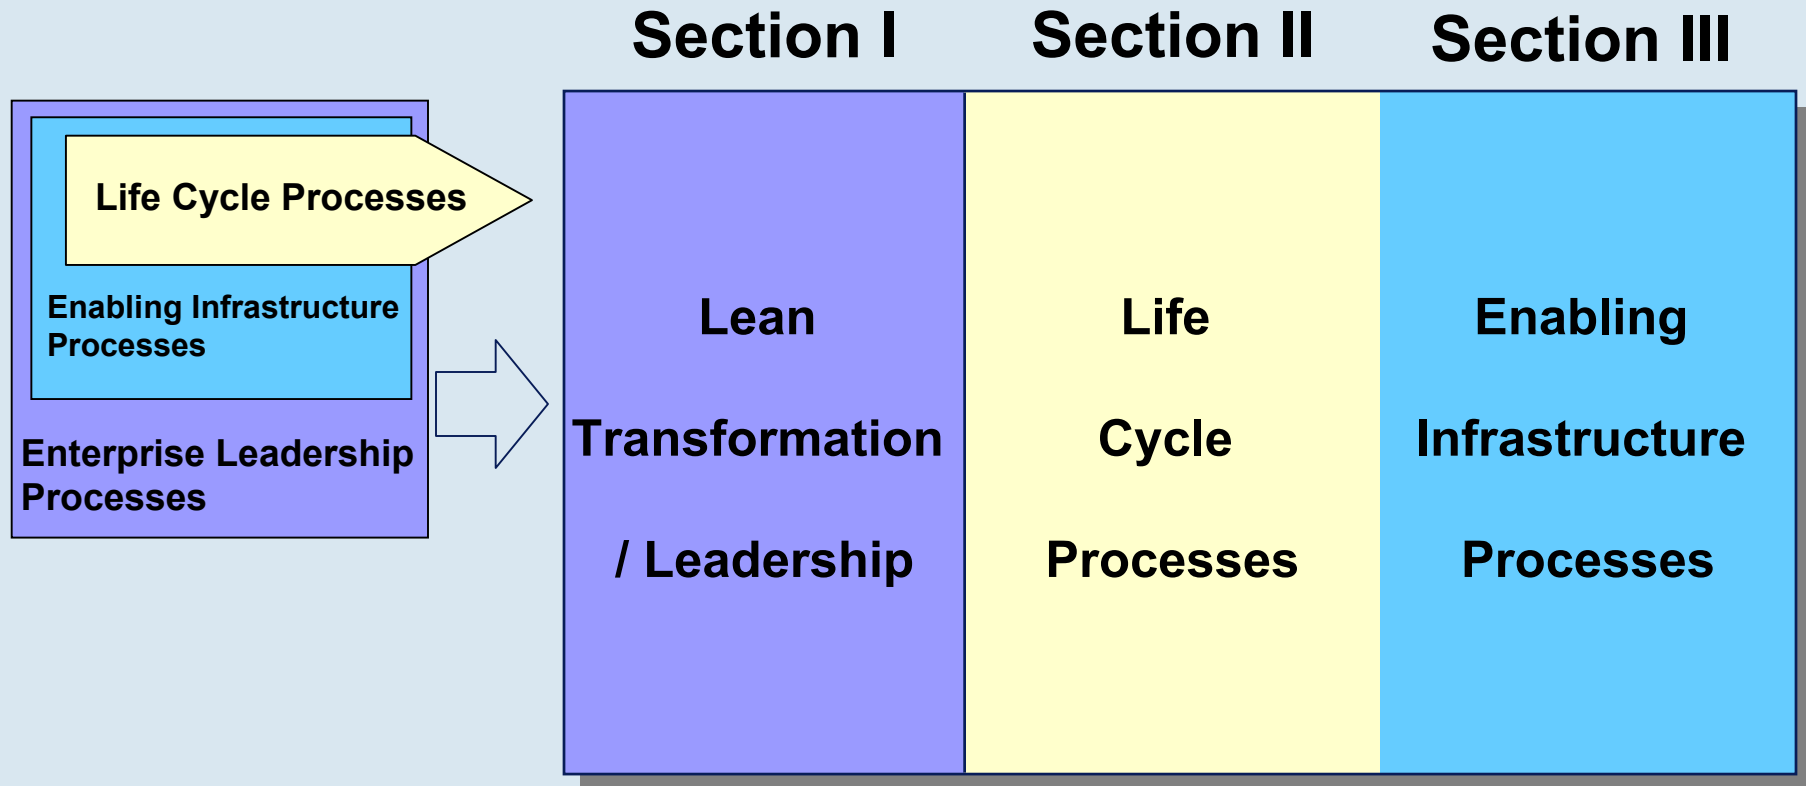 Section I
Section II
Section III
Life Cycle Processes
Enabling Infrastructure
Processes
Enterprise Leadership
Processes
Lean
Transformation
/ Leadership
Life
Cycle
Processes
Enabling
Infrastructure
Processes